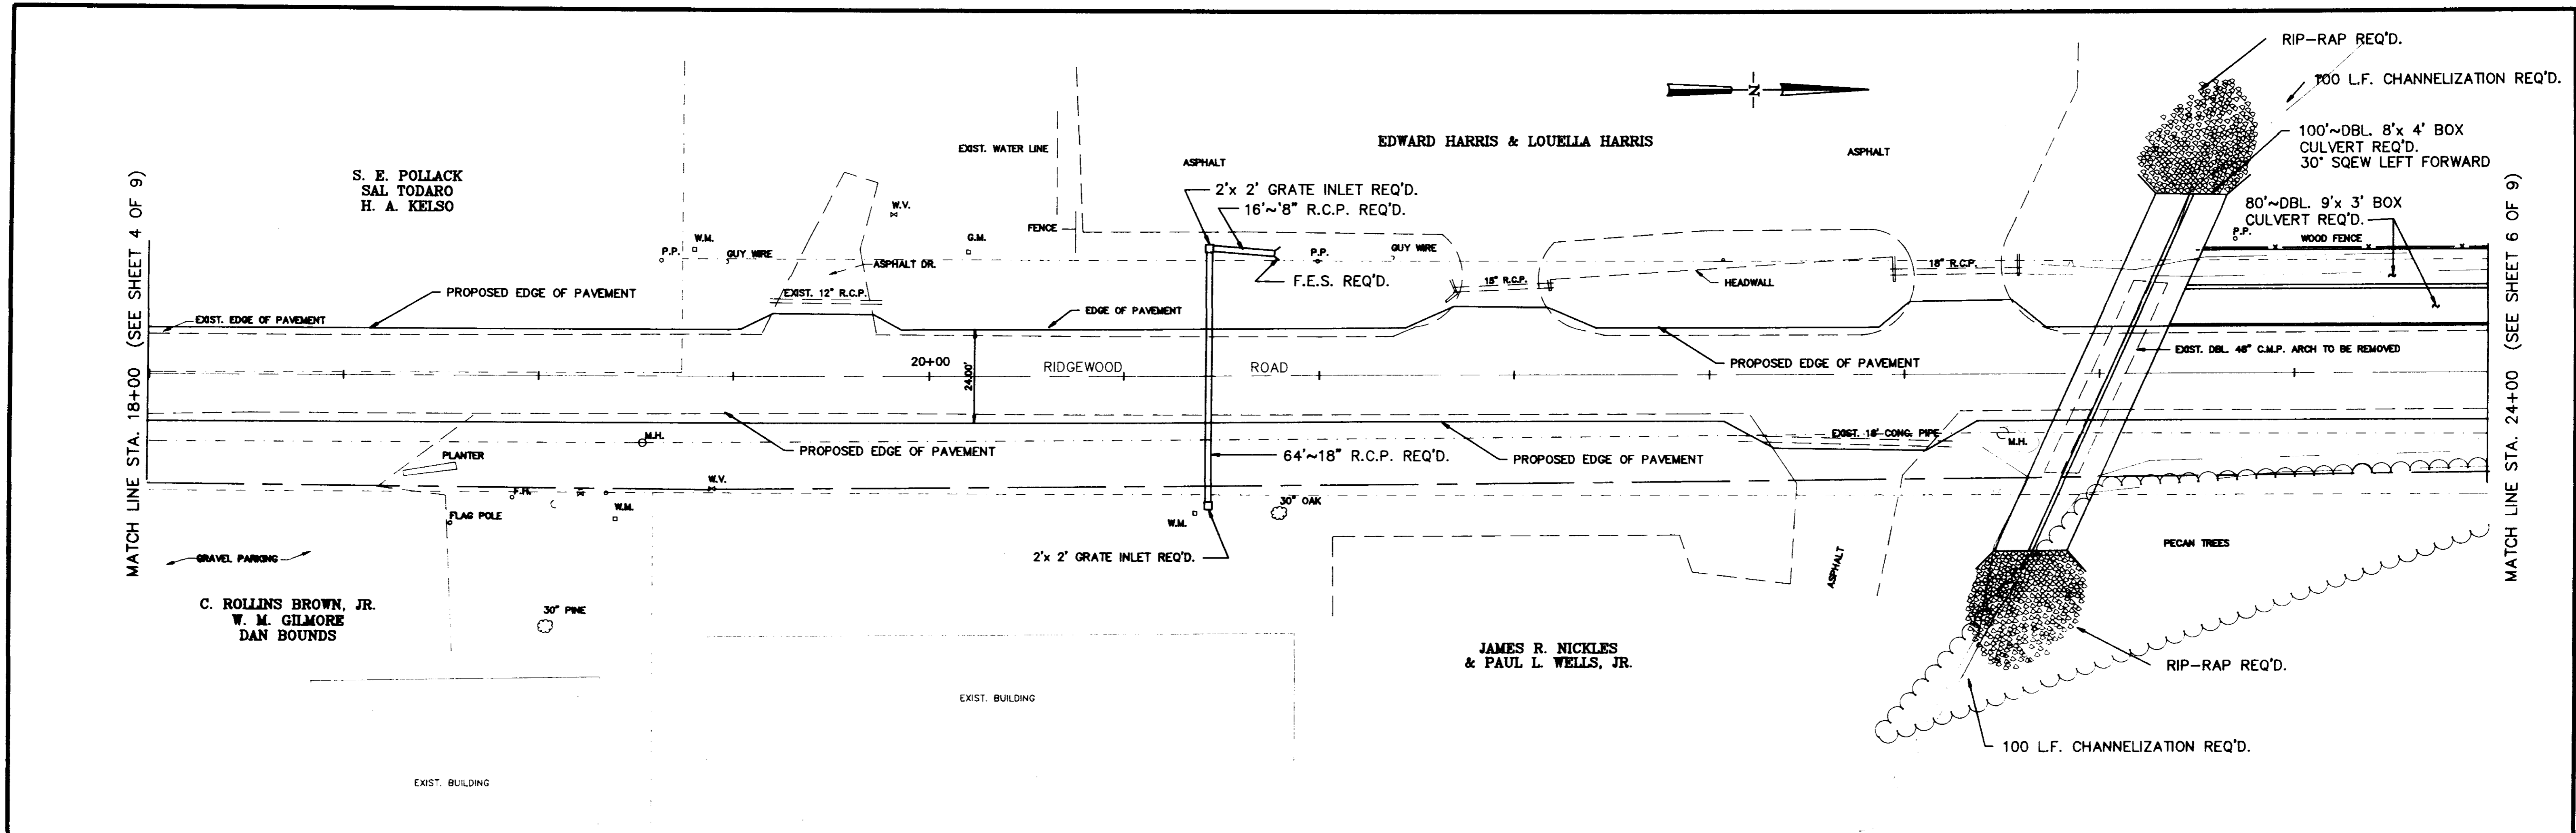 RIP-RAP REQ'D.
100 L.F. CHANNELIZATION REQ'D.
N
EDWARD HARRIS & LOUELLA HARRIS
100'~DBL. 8'x 4' BOX
CULVERT REQ'D.
30° SQEW LEFT FORWARD
EXIST. WATER LINE
ASPHALT
ASPHALT
S. E. POLLACK
SAL TODARO
H. A. KELSO
MATCH LINE STA. 18+00 (SEE SHEET 4 OF 9)
MATCH LINE STA. 24+00 (SEE SHEET 6 OF 9)
2'x 2' GRATE INLET REQ'D.
16'~18" R.C.P. REQ'D.
80'~DBL. 9'x 3' BOX
CULVERT REQ'D.
W.V.
FENCE
W.M.
G.M.
P.P.
GUY WIRE
P.P.
GUY WIRE
P.P.
WOOD FENCE
ASPHALT DR.
F.E.S. REQ'D.
15" R.C.P.
HEADWALL
18" R.C.P.
PROPOSED EDGE OF PAVEMENT
EXIST. 12" R.C.P.
EXIST. EDGE OF PAVEMENT
EDGE OF PAVEMENT
EXIST. DBL. 48" C.M.P. ARCH TO BE REMOVED
20+00
24.00'
RIDGEWOOD ROAD
PROPOSED EDGE OF PAVEMENT
M.H.
EXIST. 18" CONC. PIPE
M.H.
PLANTER
PROPOSED EDGE OF PAVEMENT
64'~18" R.C.P. REQ'D.
PROPOSED EDGE OF PAVEMENT
W.V.
F.H.
W.M.
FLAG POLE
30" OAK
W.M.
GRAVEL PARKING
2'x 2' GRATE INLET REQ'D.
ASPHALT
PECAN TREES
C. ROLLINS BROWN, JR.
W. M. GILMORE
DAN BOUNDS
30" PINE
JAMES R. NICKLES
& PAUL L. WELLS, JR.
RIP-RAP REQ'D.
EXIST. BUILDING
100 L.F. CHANNELIZATION REQ'D.
EXIST. BUILDING